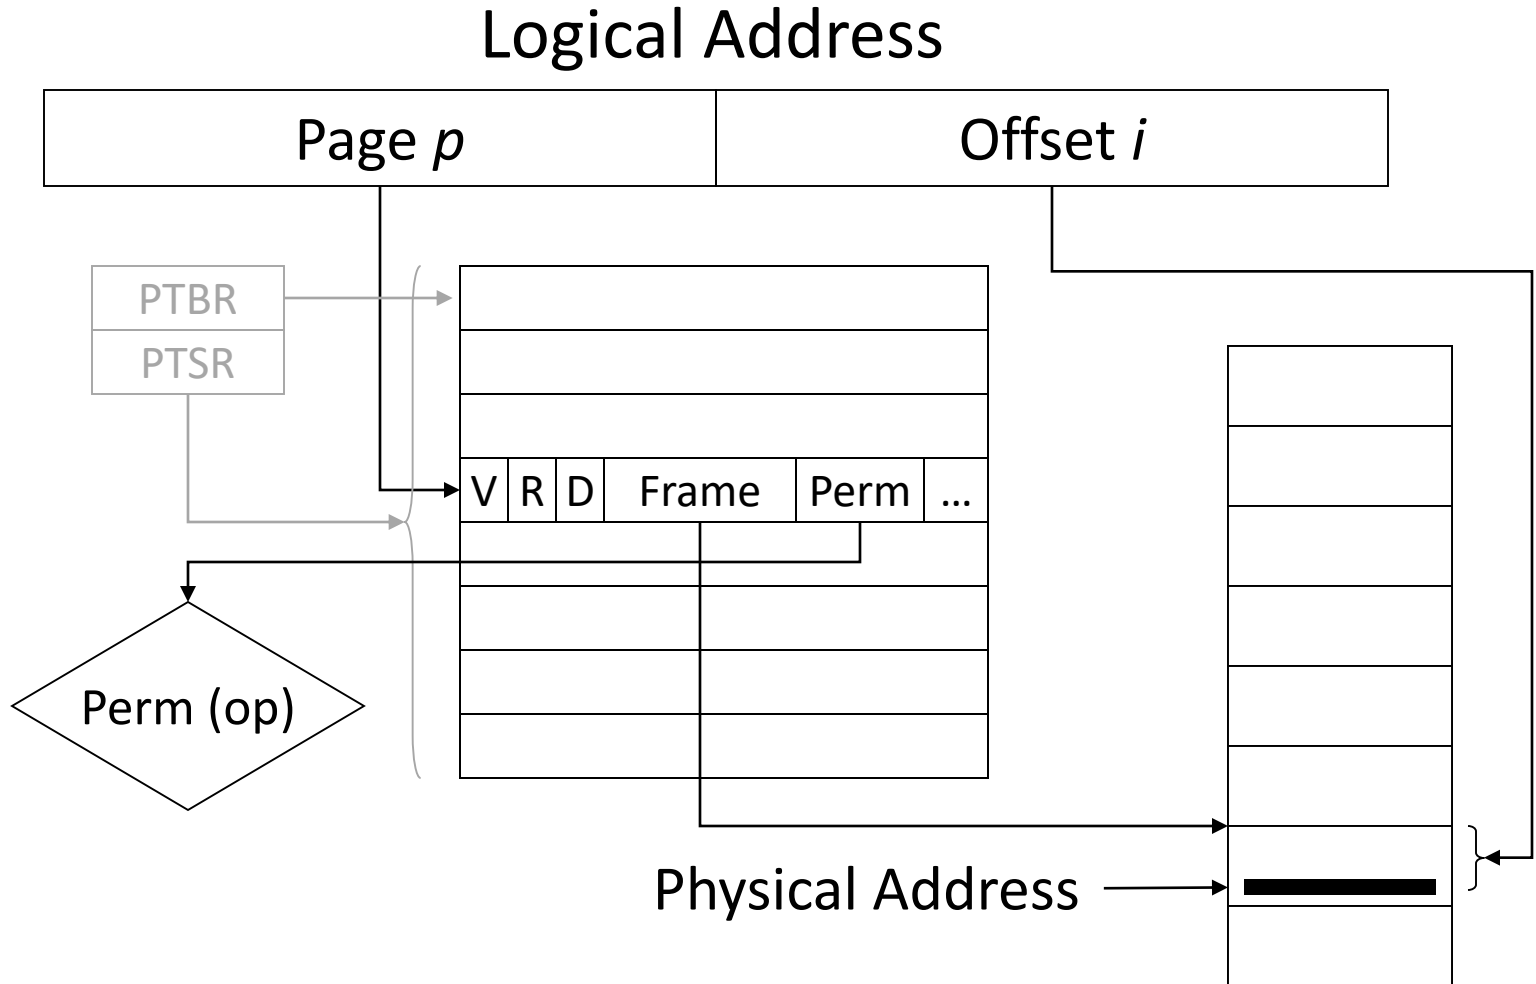 Logical Address
Page p
Offset i
PTBR
PTSR
V R D Frame Perm ...
Perm (op)
Physical Address